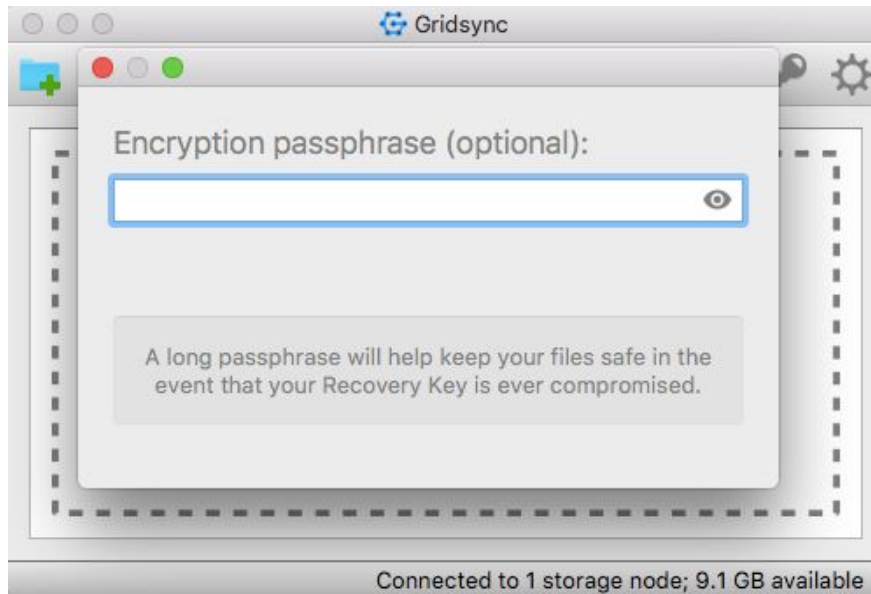 Gridsync
Encryption passphrase (optional):
A long passphrase will help keep your files safe in the
event that your Recovery Key is ever compromised.
Connected to 1 storage node; 9.1 GB available